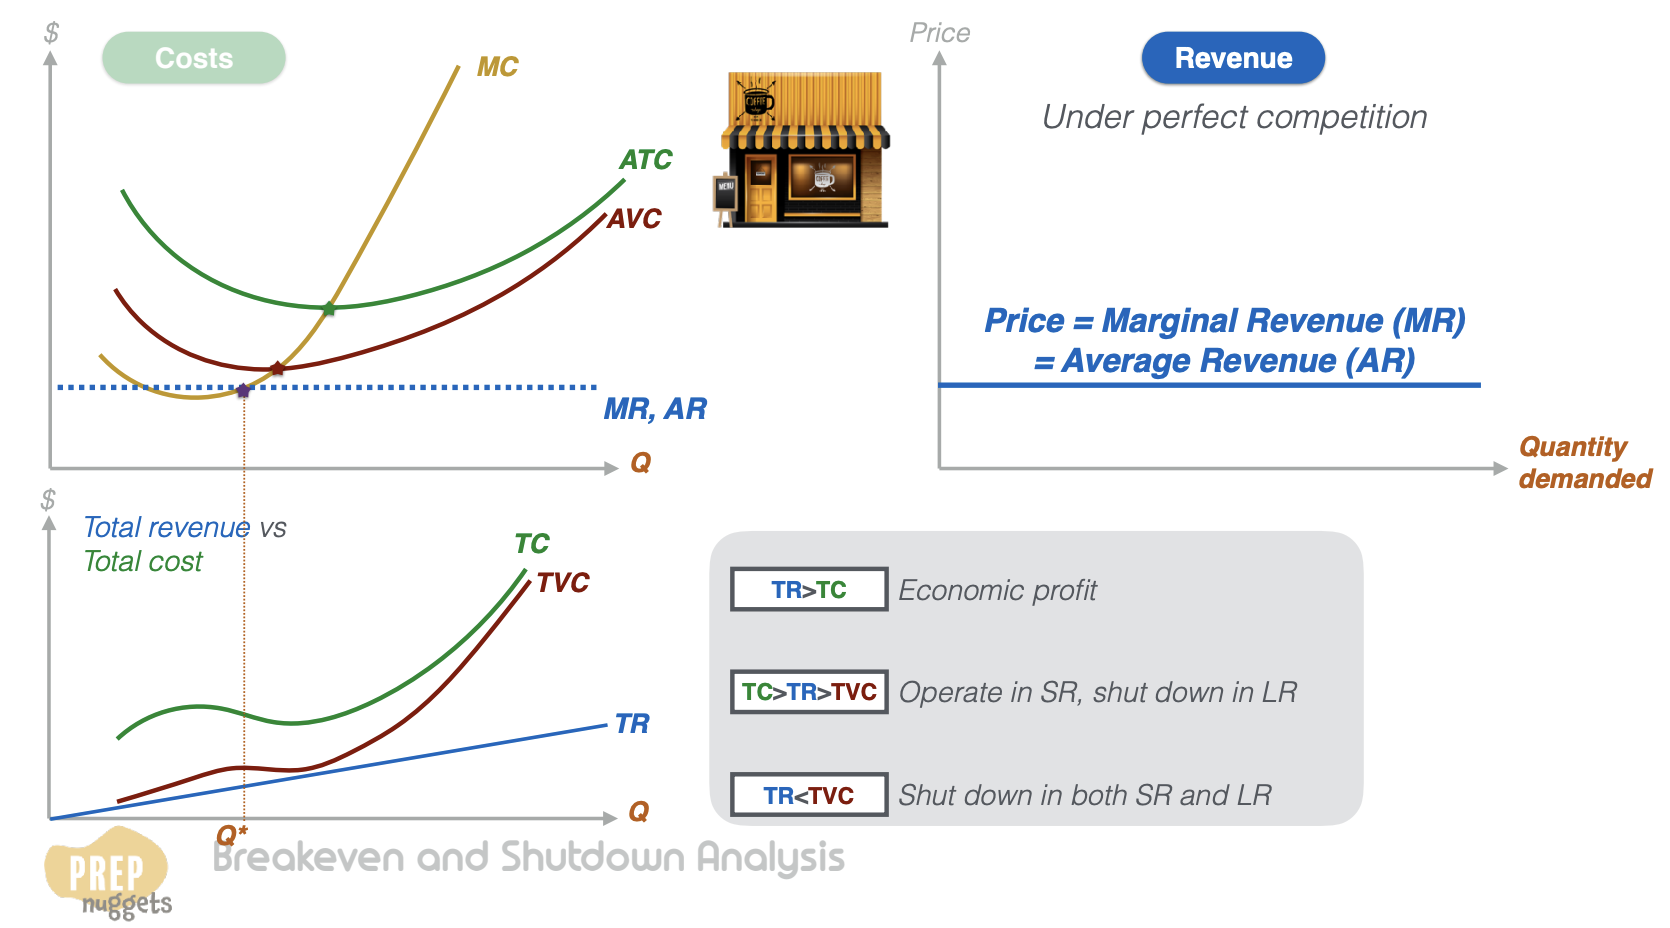 $
Costs
MC
ATC
AVC
MR, AR
Q
COFFEE
MENU
Price
Revenue
Under perfect competition
Price = Marginal Revenue (MR)
= Average Revenue (AR)
Quantity
demanded
$
Total revenue vs
Total cost
TC
TVC
TR
Q
Q*
TR>TC Economic profit
TC>TR>TVC Operate in SR, shut down in LR
TR<TVC Shut down in both SR and LR
PREP
nuggets
Breakeven and Shutdown Analysis